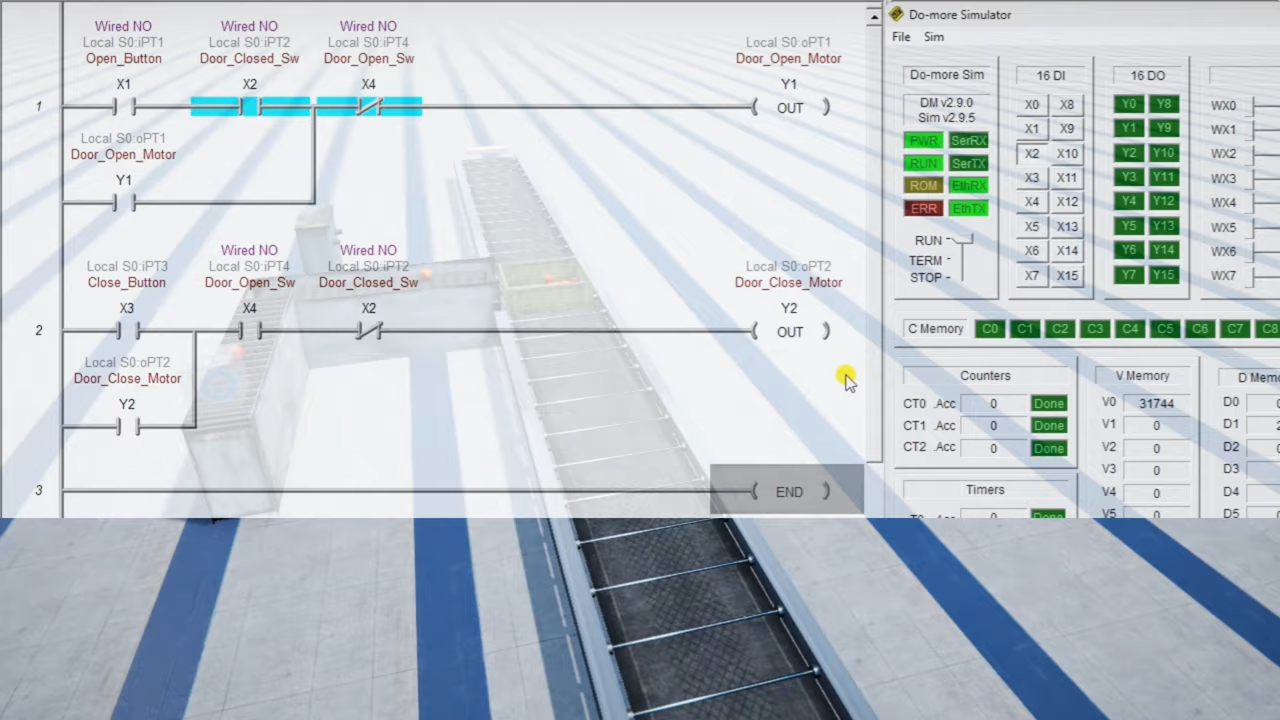 Wired NO Wired NO Wired NO
Local S0:iPT1 Local S0:iPT2 Local S0:iPT4 Local S0:oPT1
Open_Button Door_Closed_Sw Door_Open_Sw Door_Open_Motor
X1 X2 X4 Y1
1 OUT
Local S0:oPT1
Door_Open_Motor
Y1
Wired NO Wired NO
Local S0:iPT3 Local S0:iPT4 Local S0:iPT2 Local S0:oPT2
Close_Button Door_Open_Sw Door_Closed_Sw Door_Close_Motor
X3 X4 X2 Y2
2 OUT
Local S0:oPT2
Door_Close_Motor
Y2
3 END
Do-more Simulator
File Sim
Do-more Sim 16 DI 16 DO
DM v2.9.0
Sim v2.9.5
PWR SerRX
RUN SerTX
ROM EthRX
ERR EthTX
RUN
TERM
STOP
X0 X8 Y0 Y8 WX0
X1 X9 Y1 Y9 WX1
X2 X10 Y2 Y10 WX2
X3 X11 Y3 Y11 WX3
X4 X12 Y4 Y12 WX4
X5 X13 Y5 Y13 WX5
X6 X14 Y6 Y14 WX6
X7 X15 Y7 Y15 WX7
C Memory C0 C1 C2 C3 C4 C5 C6 C7 C8
Counters V Memory D Mem
CT0 .Acc 0 Done V0 31744 D0
CT1 .Acc 0 Done V1 0 D1
CT2 .Acc 0 Done V2 0 D2
V3 0 D3
Timers V4 0 D4
0 Done V5 0 D5